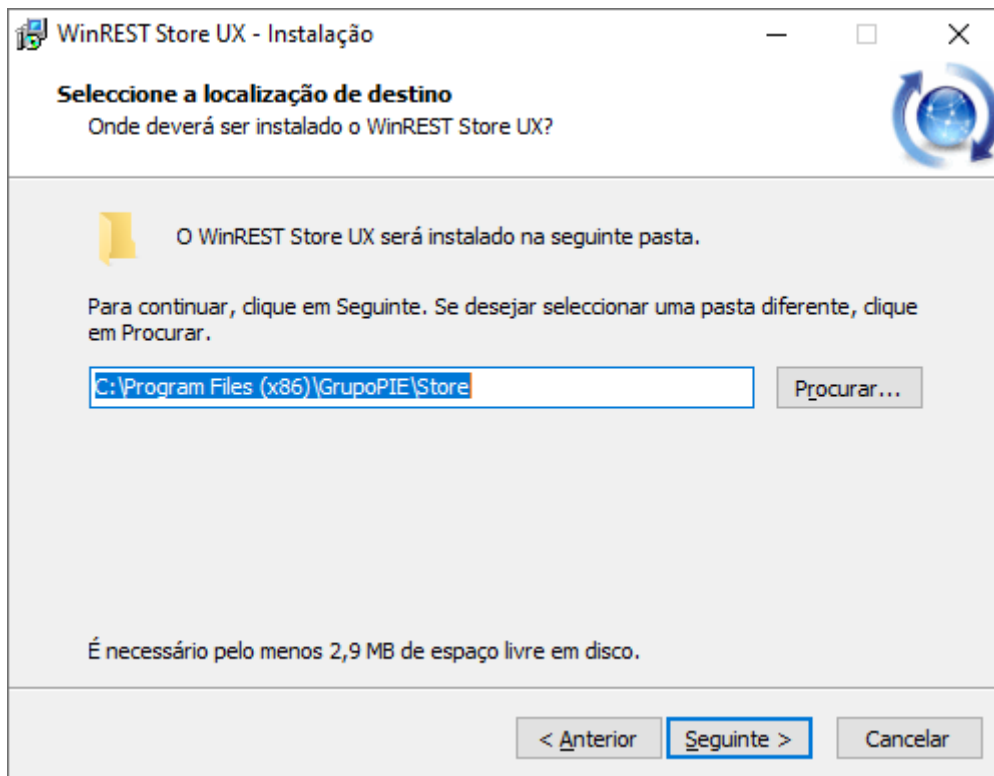 WinREST Store UX - Instalação
Seleccione a localização de destino
Onde deverá ser instalado o WinREST Store UX?
O WinREST Store UX será instalado na seguinte pasta.
Para continuar, clique em Seguinte. Se desejar seleccionar uma pasta diferente, clique
em Procurar.
C:\Program Files (x86)\GrupoPIE\Store
Procurar...
É necessário pelo menos 2,9 MB de espaço livre em disco.
< Anterior
Seguinte >
Cancelar